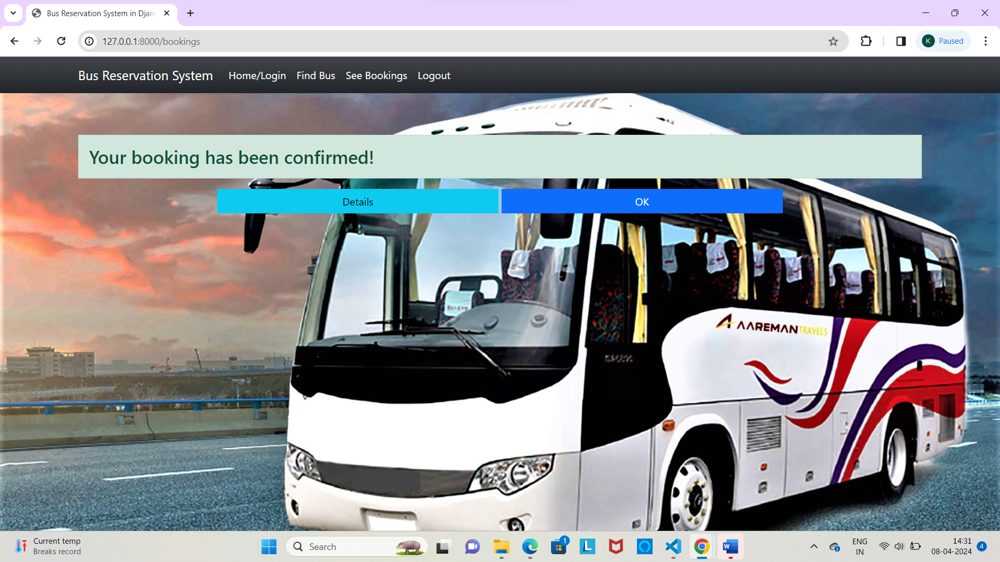 Bus Reservation System in Djan
127.0.0.1:8000/bookings
K Paused
Bus Reservation System Home/Login Find Bus See Bookings Logout
Your booking has been confirmed!
Details OK
AAREMAN TRAVELS
Current temp
Breaks record
Search
1
L
W
ENG
IN
14:31
08-04-2024
4